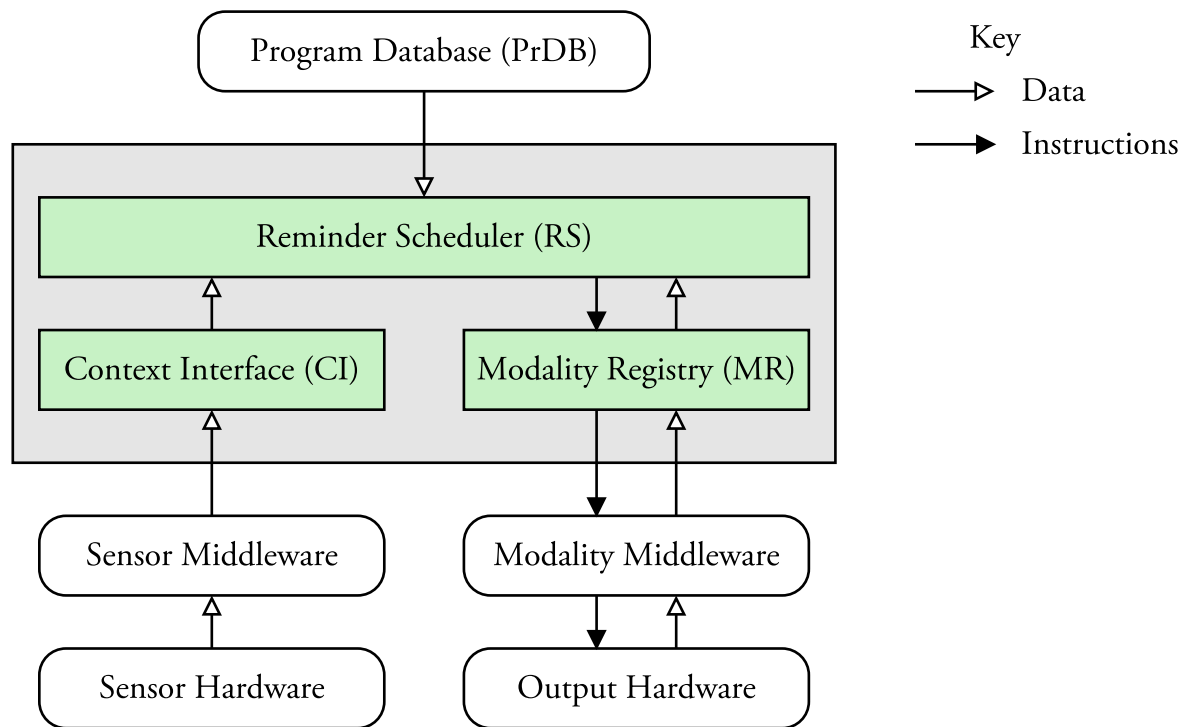 Program Database (PrDB)
Key
Data
Instructions
Reminder Scheduler (RS)
Context Interface (CI)
Modality Registry (MR)
Sensor Middleware
Modality Middleware
Sensor Hardware
Output Hardware